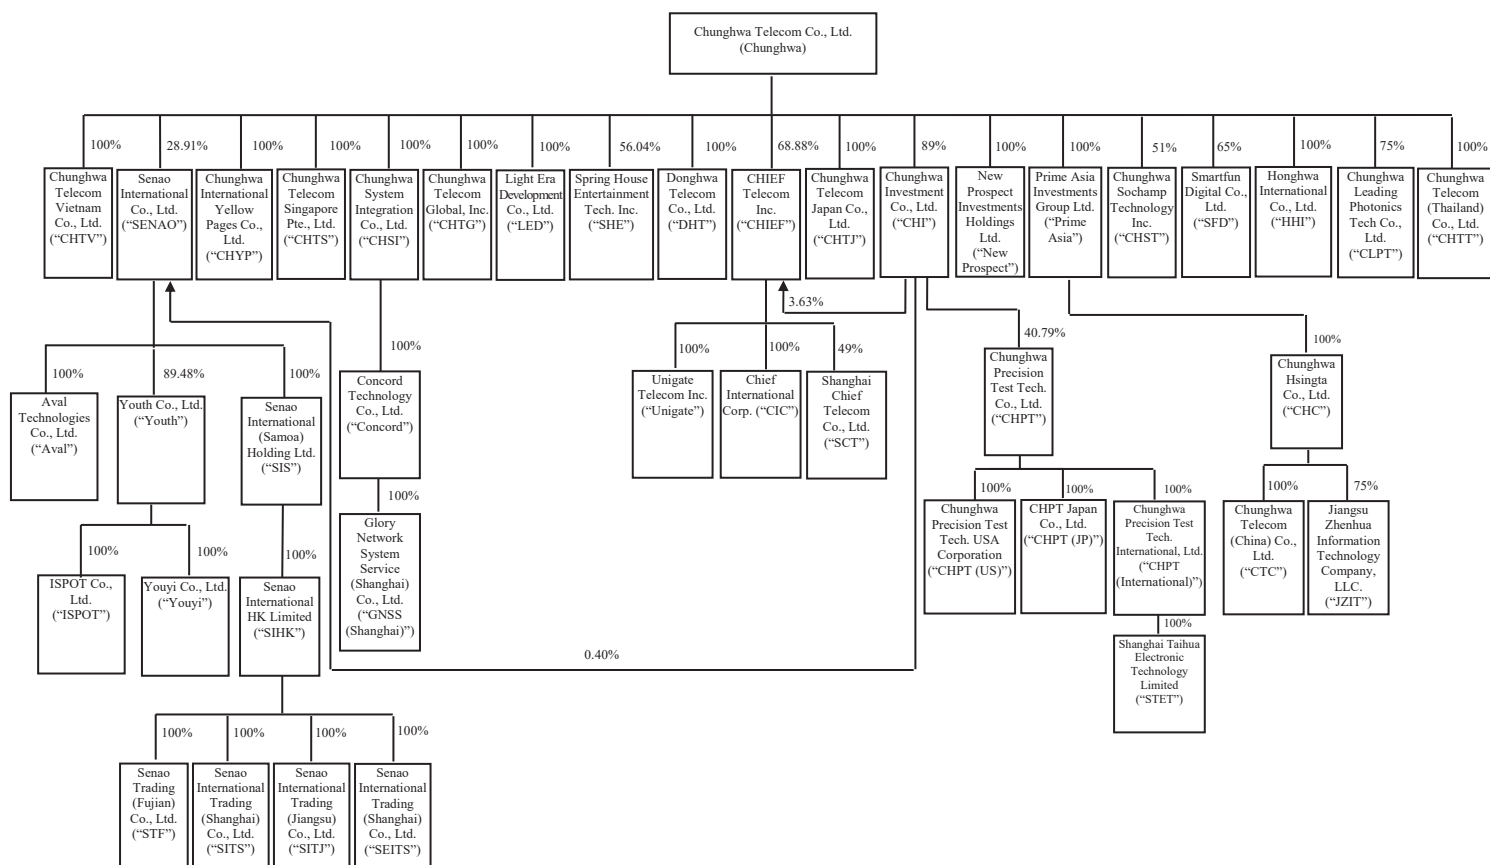 Chunghwa Telecom Co., Ltd.
(Chunghwa)
100%
28.91%
100%
100%
100%
100%
100%
56.04%
100%
68.88%
100%
89%
100%
100%
51%
65%
100%
75%
100%
Chunghwa
Telecom
Vietnam
Co., Ltd.
(“CHTV”)
Senao
International
Co., Ltd.
(“SENAO”)
Chunghwa
International
Yellow
Pages Co.,
Ltd.
(“CHYP”)
Chunghwa
Telecom
Singapore
Pte., Ltd.
(“CHTS”)
Chunghwa
System
Integration
Co., Ltd.
(“CHSI”)
Chunghwa
Telecom
Global, Inc.
(“CHTG”)
Light Era
Development
Co., Ltd.
(“LED”)
Spring House
Entertainment
Tech. Inc.
(“SHE”)
Donghwa
Telecom
Co., Ltd.
(“DHT”)
CHIEF
Telecom
Inc.
(“CHIEF”)
Chunghwa
Telecom
Japan Co.,
Ltd.
(“CHTJ”)
Chunghwa
Investment
Co., Ltd.
(“CHI”)
New
Prospect
Investments
Holdings
Ltd.
(“New
Prospect”)
Prime Asia
Investments
Group Ltd.
(“Prime
Asia”)
Chunghwa
Sochamp
Technology
Inc.
(“CHST”)
Smartfun
Digital Co.,
Ltd.
(“SFD”)
Honghwa
International
Co., Ltd.
(“HHI”)
Chunghwa
Leading
Photonics
Tech Co.,
Ltd.
(“CLPT”)
Chunghwa
Telecom
(Thailand)
Co., Ltd.
(“CHTT”)
3.63%
100%
89.48%
100%
100%
100%
100%
49%
40.79%
100%
Aval
Technologies
Co., Ltd.
(“Aval”)
Youth Co., Ltd.
(“Youth”)
Senao
International
(Samoa)
Holding Ltd.
(“SIS”)
Concord
Technology
Co., Ltd.
(“Concord”)
Unigate
Telecom Inc.
(“Unigate”)
Chief
International
Corp. (“CIC”)
Shanghai
Chief
Telecom
Co., Ltd.
(“SCT”)
Chunghwa
Precision
Test Tech.
Co., Ltd.
(“CHPT”)
Chunghwa
Hsingta
Co., Ltd.
(“CHC”)
100%
100%
100%
100%
100%
100%
100%
100%
75%
ISPOT Co.,
Ltd.
(“ISPOT”)
Youyi Co., Ltd.
(“Youyi”)
Senao
International
HK Limited
(“SIHK”)
Glory
Network
System
Service
(Shanghai)
Co., Ltd.
(“GNSS
(Shanghai)”)
Chunghwa
Precision Test
Tech. USA
Corporation
(“CHPT (US)”)
CHPT Japan
Co., Ltd.
(“CHPT (JP)”)
Chunghwa
Precision Test
Tech.
International, Ltd.
(“CHPT
(International)”)
Chunghwa
Telecom
(China) Co.,
Ltd.
(“CTC”)
Jiangsu
Zhenhua
Information
Technology
Company,
LLC.
(“JZIT”)
0.40%
100%
Shanghai Taihua
Electronic
Technology
Limited
(“STET”)
100%
100%
100%
100%
Senao
Trading
(Fujian)
Co., Ltd.
(“STF”)
Senao
International
Trading
(Shanghai)
Co., Ltd.
(“SITS”)
Senao
International
Trading
(Jiangsu)
Co., Ltd.
(“SITJ”)
Senao
International
Trading
(Shanghai)
Co., Ltd.
(“SEITS”)